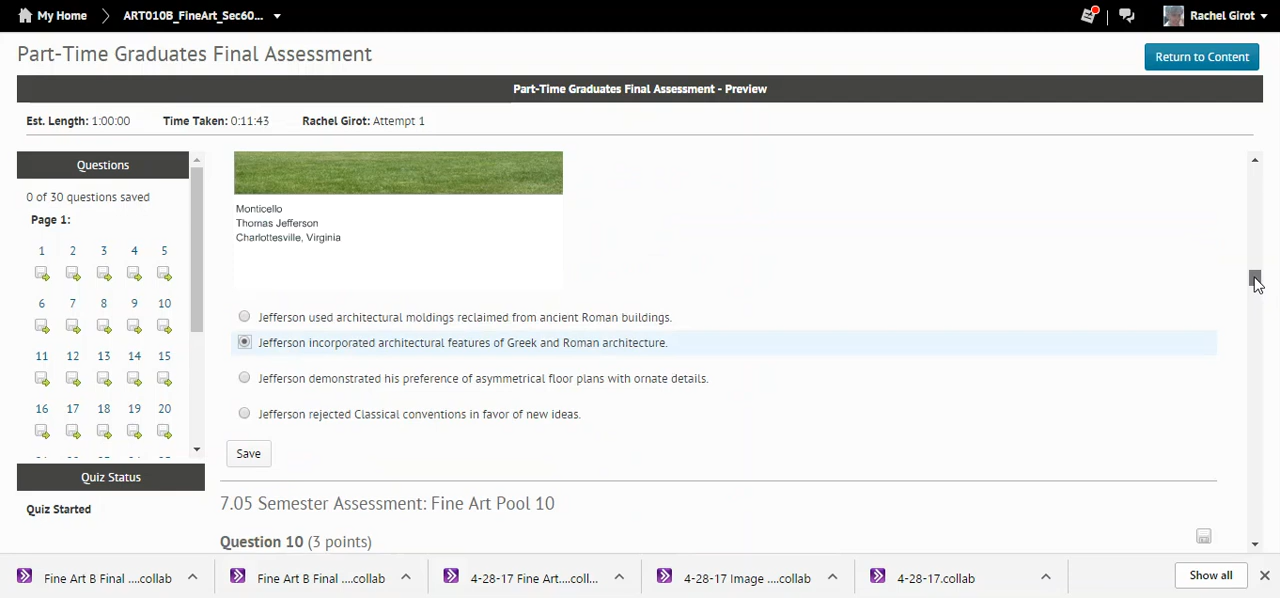 My Home ART010B_FineArt_Sec60... Rachel Girot
Part-Time Graduates Final Assessment
Return to Content
Part-Time Graduates Final Assessment - Preview
Est. Length: 1:00:00 Time Taken: 0:11:43 Rachel Girot: Attempt 1
Questions
0 of 30 questions saved
Page 1:
1 2 3 4 5
6 7 8 9 10
11 12 13 14 15
16 17 18 19 20
Quiz Status
Quiz Started
Monticello
Thomas Jefferson
Charlottesville, Virginia
Jefferson used architectural moldings reclaimed from ancient Roman buildings.
Jefferson incorporated architectural features of Greek and Roman architecture.
Jefferson demonstrated his preference of asymmetrical floor plans with ornate details.
Jefferson rejected Classical conventions in favor of new ideas.
Save
7.05 Semester Assessment: Fine Art Pool 10
Question 10 (3 points)
Fine Art B Final ....collab Fine Art B Final ....collab 4-28-17 Fine Art....coll... 4-28-17 Image ....collab 4-28-17.collab Show all